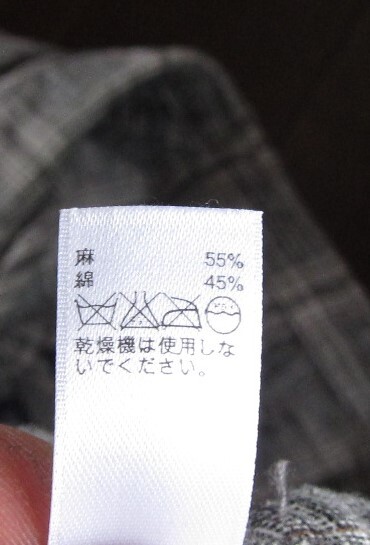 麻 55%
綿 45%
乾燥機は使用しな
いでください。